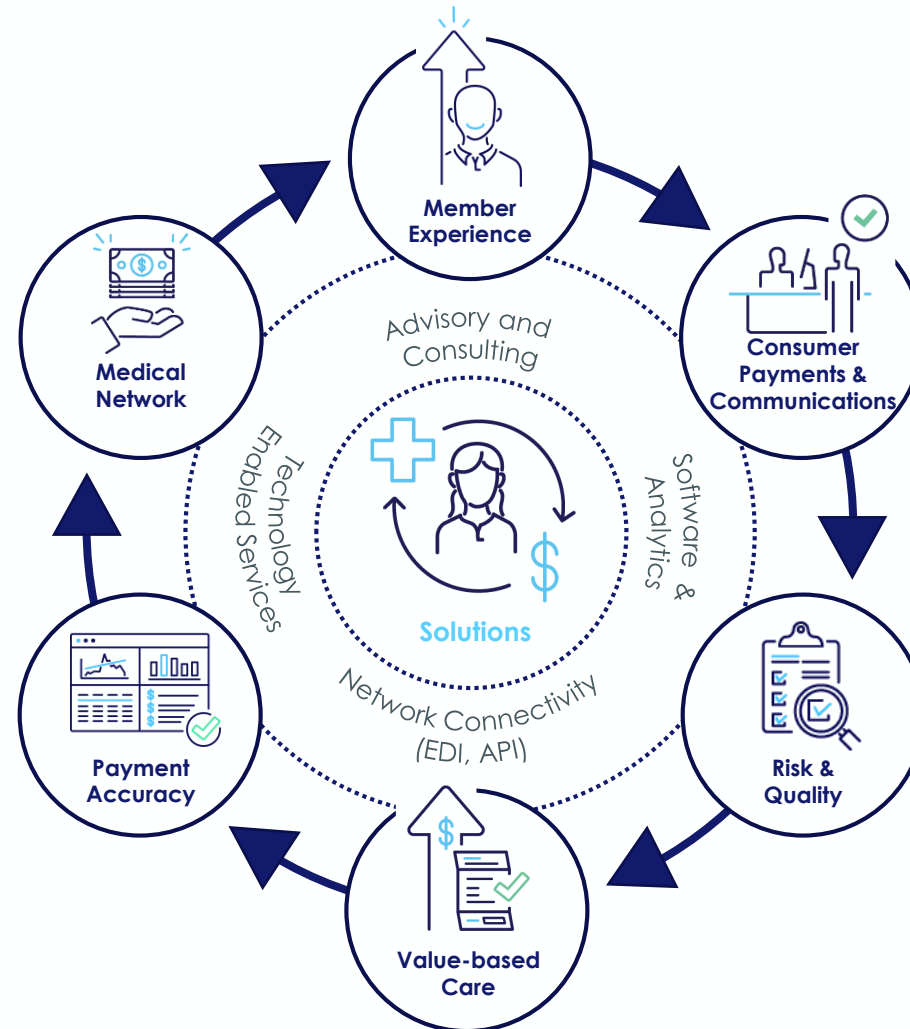 Member
Experience
Consumer
Payments &
Communications
Risk &
Quality
Value-based
Care
Payment
Accuracy
Medical
Network
Advisory and
Consulting
Software &
Analytics
Network Connectivity
(EDI, API)
Technology
Enabled Services
Solutions
$
$
$
$
$
$
$